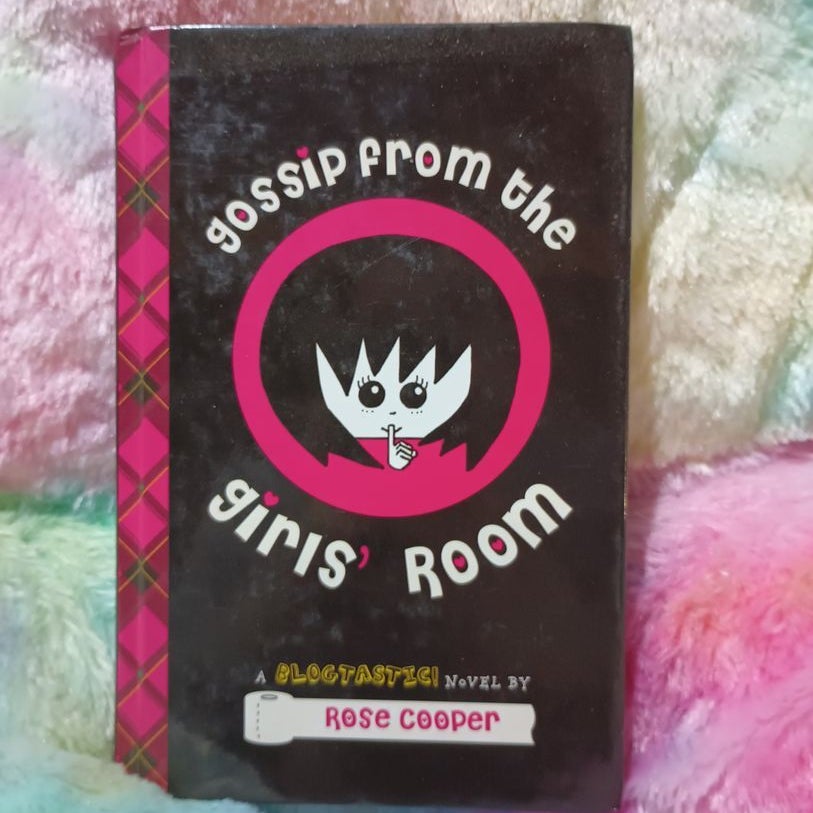 gossip from the
girls' Room
A BLOGTASTIC! NOVEL BY
Rose Cooper